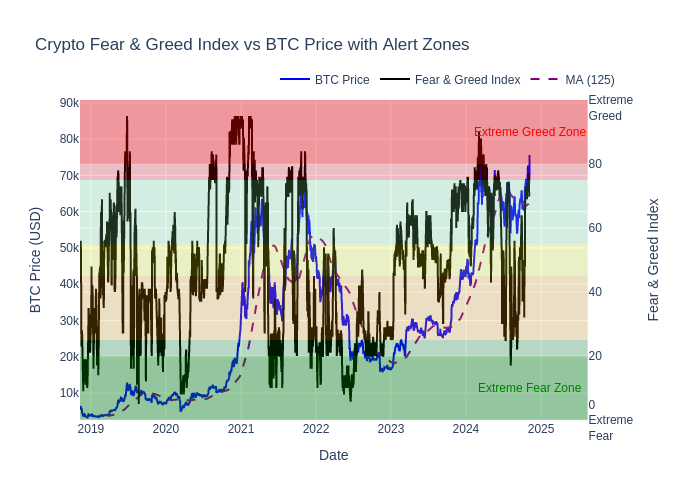 Crypto Fear & Greed Index vs BTC Price with Alert Zones
BTC Price
Fear & Greed Index
MA (125)
90k
80k
70k
60k
50k
40k
30k
20k
10k
BTC Price (USD)
Extreme Greed Zone
Extreme Fear Zone
Extreme
Greed
80
60
40
20
0
Extreme
Fear
Fear & Greed Index
2019
2020
2021
2022
2023
2024
2025
Date